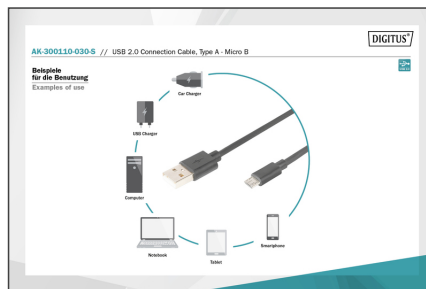 DIGITUS®
AK-300110-030-S // USB 2.0 Connection Cable, Type A - Micro B
Beispiele
für die Benutzung
Examples of use
Car Charger
USB Charger
Computer
Notebook
Tablet
Smartphone